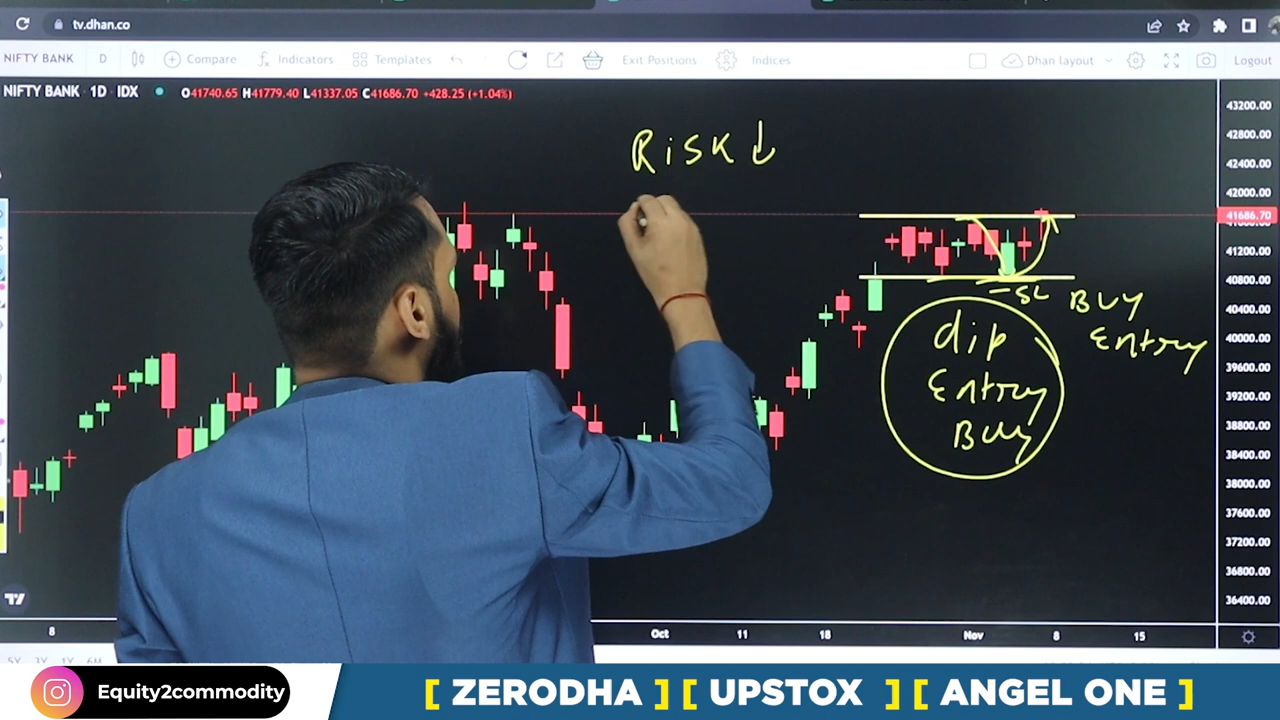 tv.dhan.co
NIFTY BANK D Compare Indicators Templates Exit Positions Indices Dhan layout Logout
NIFTY BANK 1D IDX O41740.65 H41779.40 L41337.05 C41686.70 +428.25 (+1.04%)
Risk ↓
43200.00
42800.00
42400.00
42000.00
41686.70
41200.00
40800.00
40400.00
40000.00
39600.00
39200.00
38800.00
38400.00
38000.00
37600.00
37200.00
36800.00
36400.00
SL
BUY
Entry
dip
Entry
Buy
8 Oct 11 18 Nov 8 15
5Y 3Y 1Y 6M
Equity2commodity
[ ZERODHA ] [ UPSTOX ] [ ANGEL ONE ]